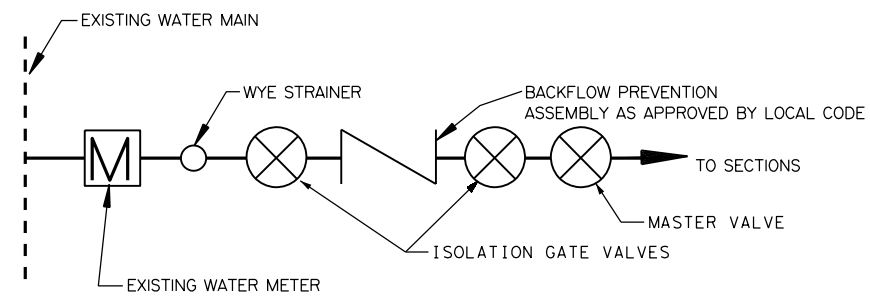 EXISTING WATER MAIN
WYE STRAINER
BACKFLOW PREVENTION
ASSEMBLY AS APPROVED BY LOCAL CODE
M
TO SECTIONS
MASTER VALVE
ISOLATION GATE VALVES
EXISTING WATER METER